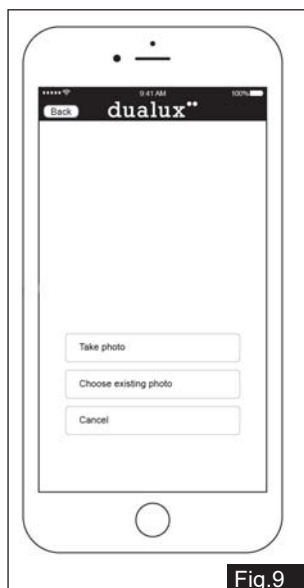 9:41 AM 100%
Back dualux
Take photo
Choose existing photo
Cancel
Fig.9